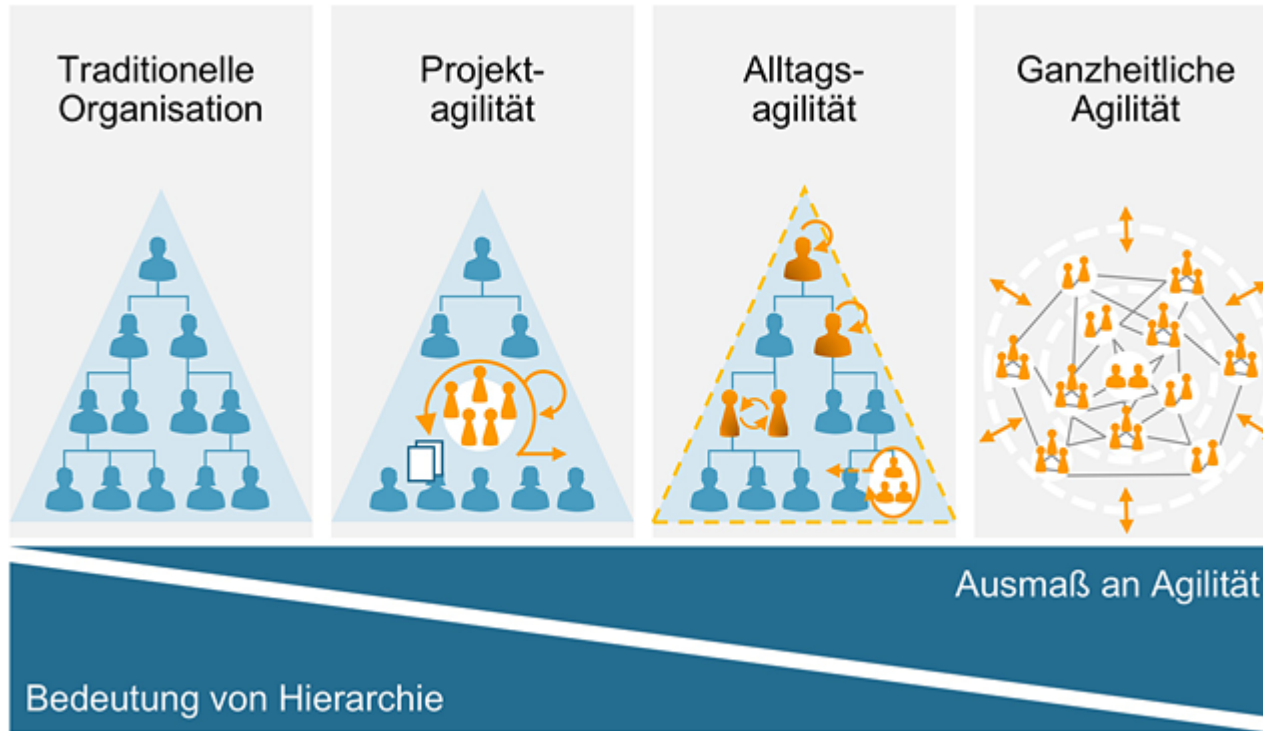 Traditionelle
Organisation
Projekt-
agilität
Alltags-
agilität
Ganzheitliche
Agilität
Ausmaß an Agilität
Bedeutung von Hierarchie